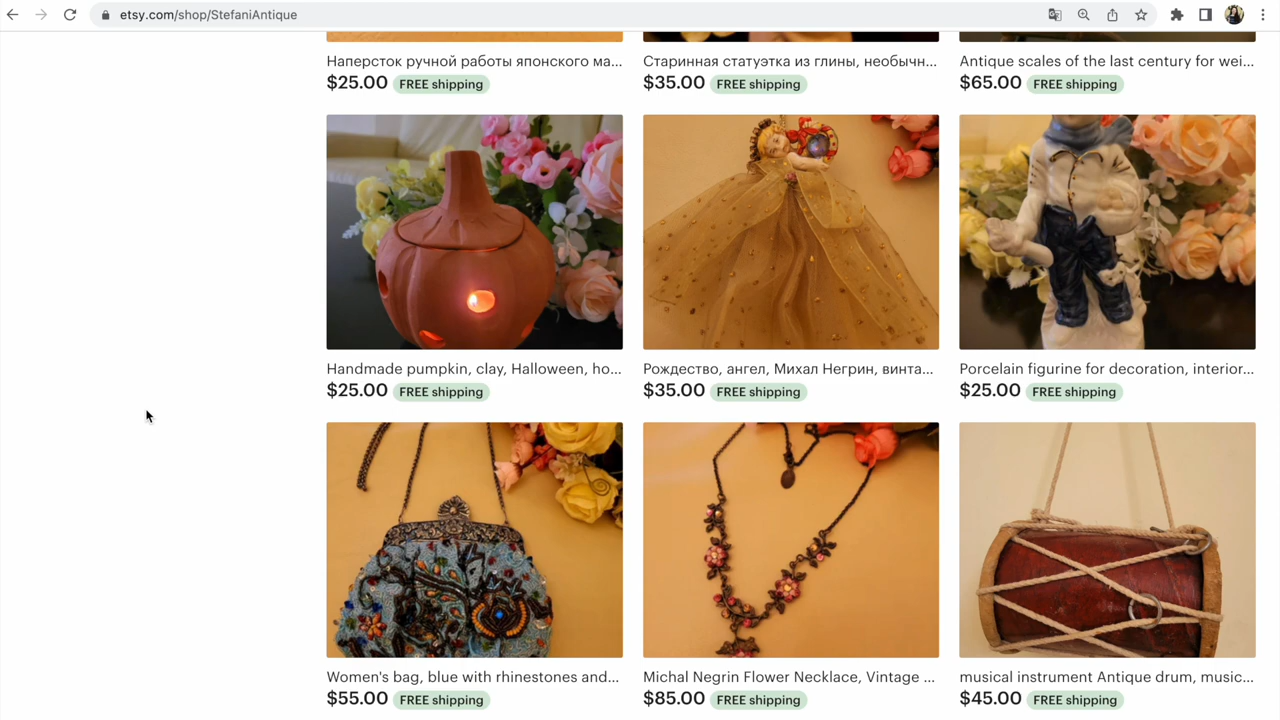 etsy.com/shop/StefaniAntique
Наперсток ручной работы японского ма...
Старинная статуэтка из глины, необычн...
Antique scales of the last century for wei...
$25.00 FREE shipping
$35.00 FREE shipping
$65.00 FREE shipping
Handmade pumpkin, clay, Halloween, ho...
Рождество, ангел, Михал Негрин, винта...
Porcelain figurine for decoration, interior...
$25.00 FREE shipping
$35.00 FREE shipping
$25.00 FREE shipping
Women's bag, blue with rhinestones and...
Michal Negrin Flower Necklace, Vintage ...
musical instrument Antique drum, music...
$55.00 FREE shipping
$85.00 FREE shipping
$45.00 FREE shipping